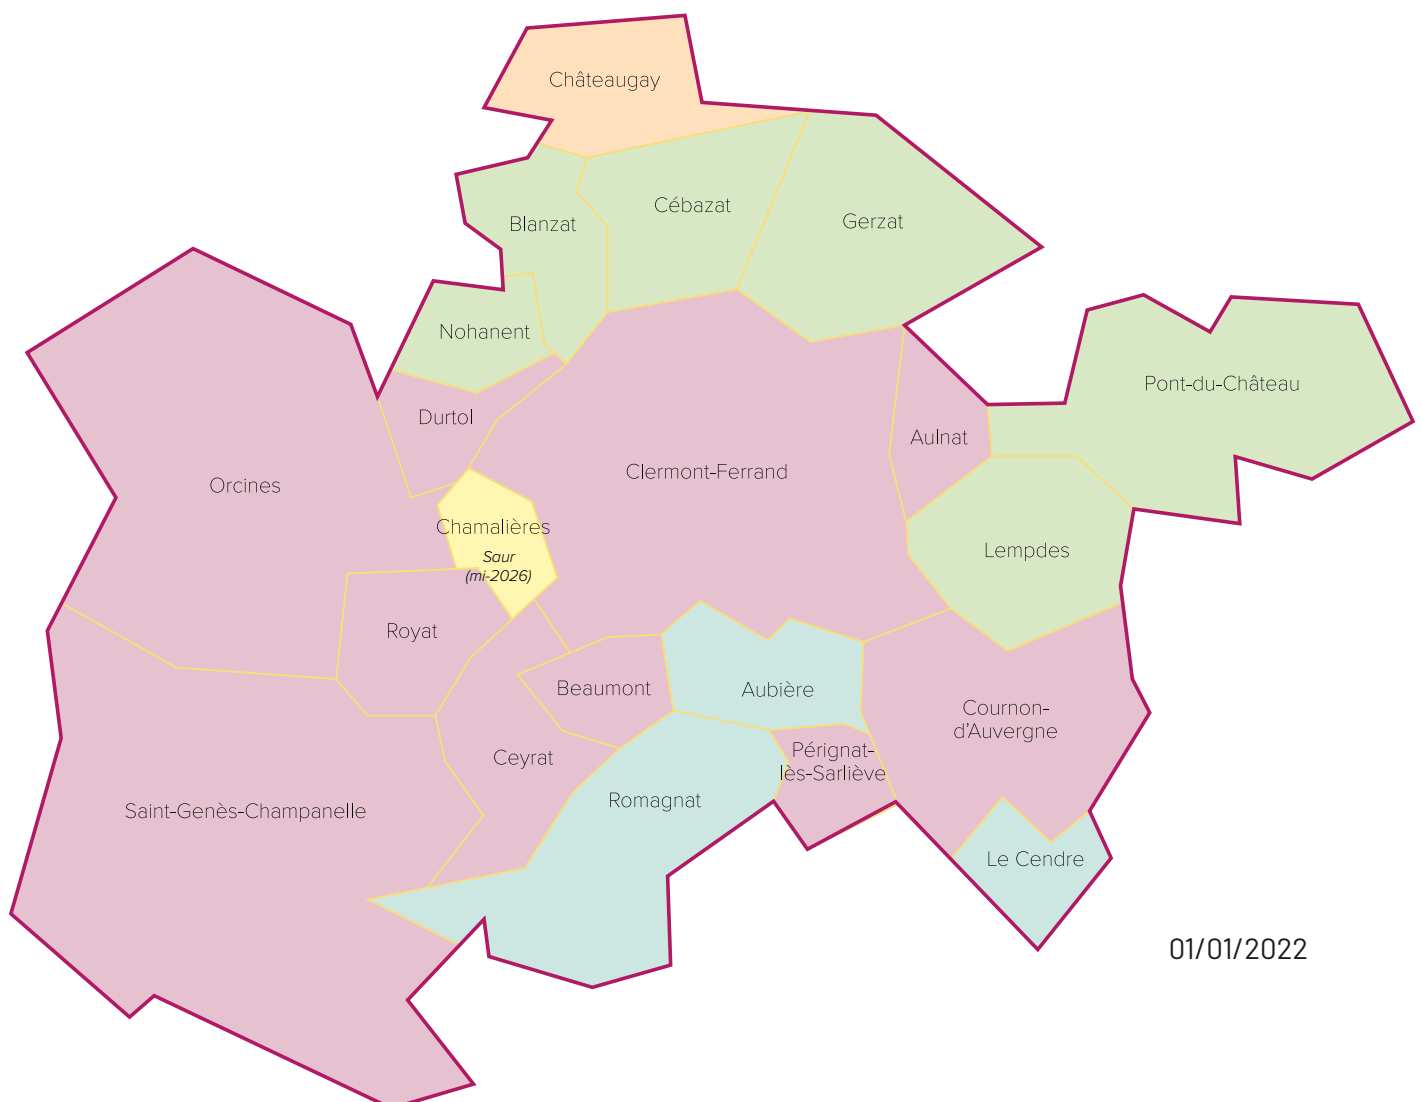 Châteaugay
Cébazat
Gerzat
Blanzat
Nohanent
Pont-du-Château
Durtol
Aulnat
Clermont-Ferrand
Orcines
Chamalières
Saur
(mi-2026)
Lempdes
Royat
Beaumont
Aubière
Cournon-
d'Auvergne
Ceyrat
Pérignat-
lès-Sarliève
Romagnat
Saint-Genès-Champanelle
Le Cendre
01/01/2022